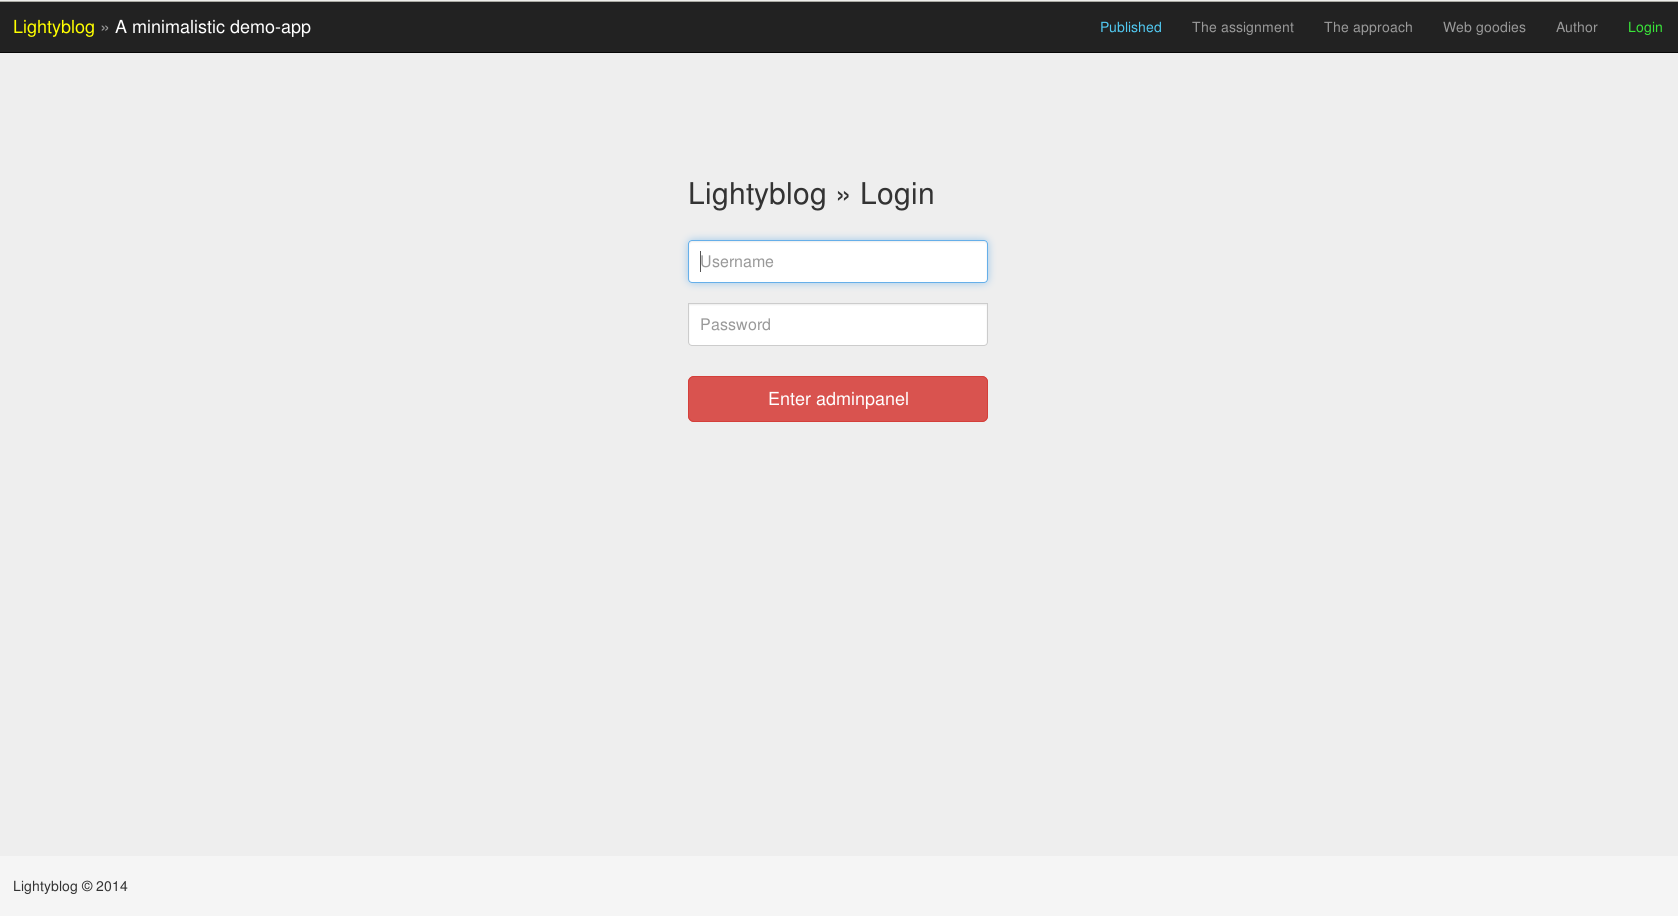 Lightyblog » A minimalistic demo-app
Published The assignment The approach Web goodies Author Login
Lightyblog » Login
Username
Password
Enter adminpanel
Lightyblog © 2014